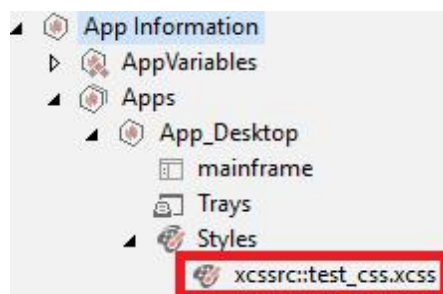 App Information
AppVariables
Apps
App_Desktop
mainframe
Trays
Styles
xcssrc::test_css.xcss